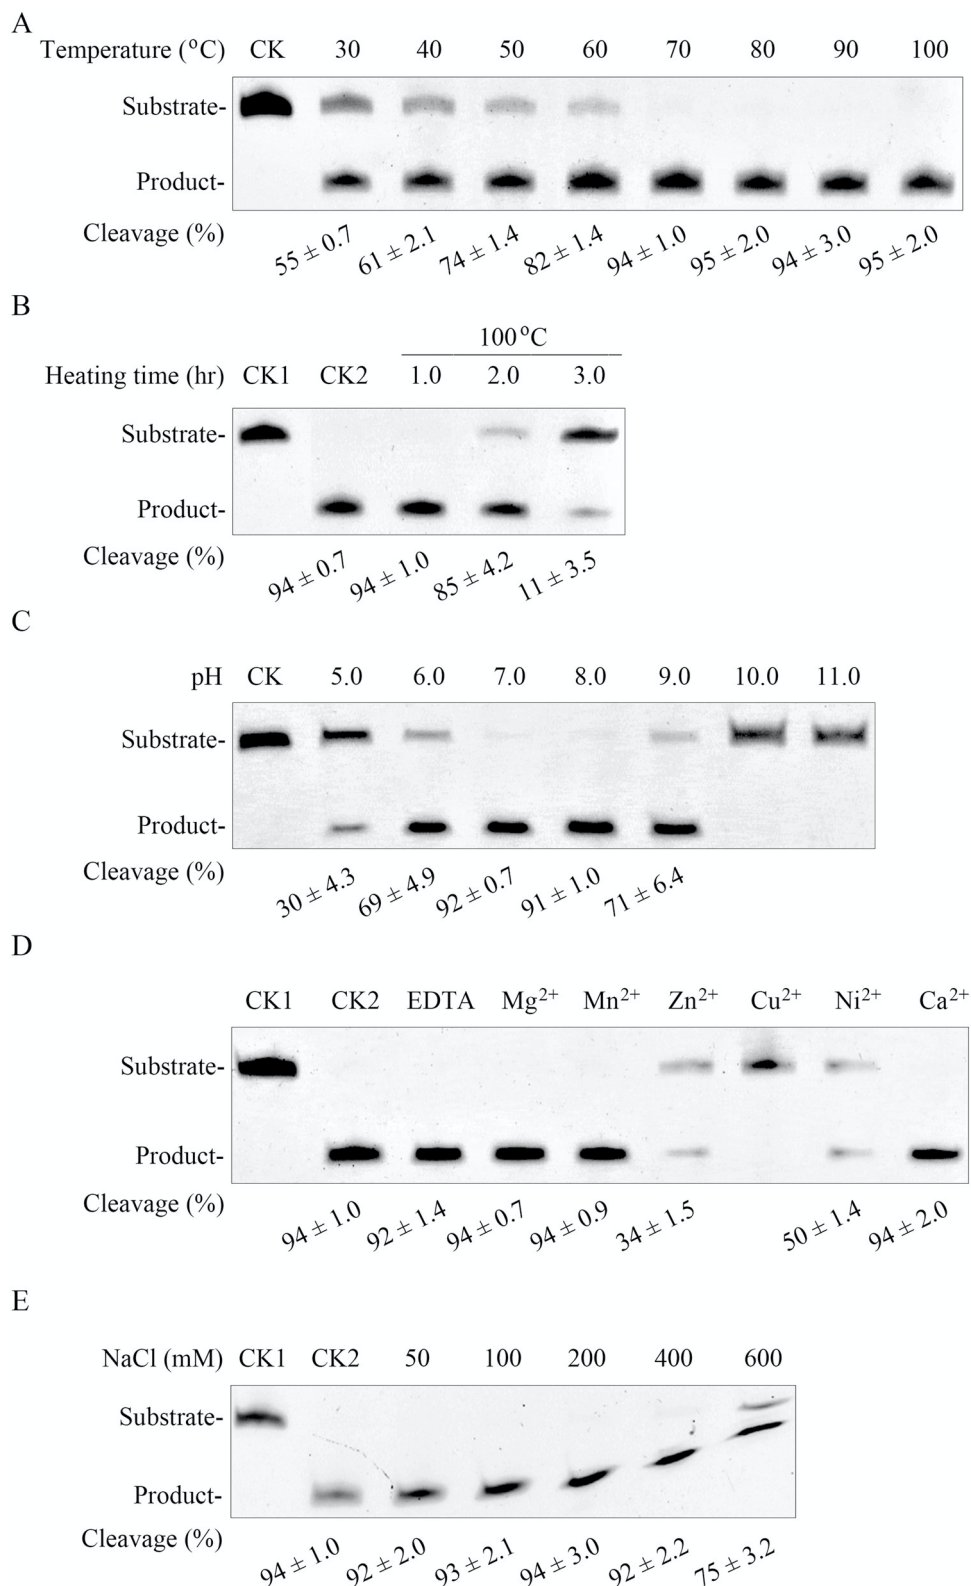 A
Temperature (°C) CK 30 40 50 60 70 80 90 100
Substrate-
Product-
Cleavage (%) 55 ± 0.7 61 ± 2.1 74 ± 1.4 82 ± 1.4 94 ± 1.0 95 ± 2.0 94 ± 3.0 95 ± 2.0
B
100°C
Heating time (hr) CK1 CK2 1.0 2.0 3.0
Substrate-
Product-
Cleavage (%) 94 ± 0.7 94 ± 1.0 85 ± 4.2 11 ± 3.5
C
pH CK 5.0 6.0 7.0 8.0 9.0 10.0 11.0
Substrate-
Product-
Cleavage (%) 30 ± 4.3 69 ± 4.9 92 ± 0.7 91 ± 1.0 71 ± 6.4
D
CK1 CK2 EDTA Mg²⁺ Mn²⁺ Zn²⁺ Cu²⁺ Ni²⁺ Ca²⁺
Substrate-
Product-
Cleavage (%) 94 ± 1.0 92 ± 1.4 94 ± 0.7 94 ± 0.9 34 ± 1.5 50 ± 1.4 94 ± 2.0
E
NaCl (mM) CK1 CK2 50 100 200 400 600
Substrate-
Product-
Cleavage (%) 94 ± 1.0 92 ± 2.0 93 ± 2.1 94 ± 3.0 92 ± 2.2 75 ± 3.2